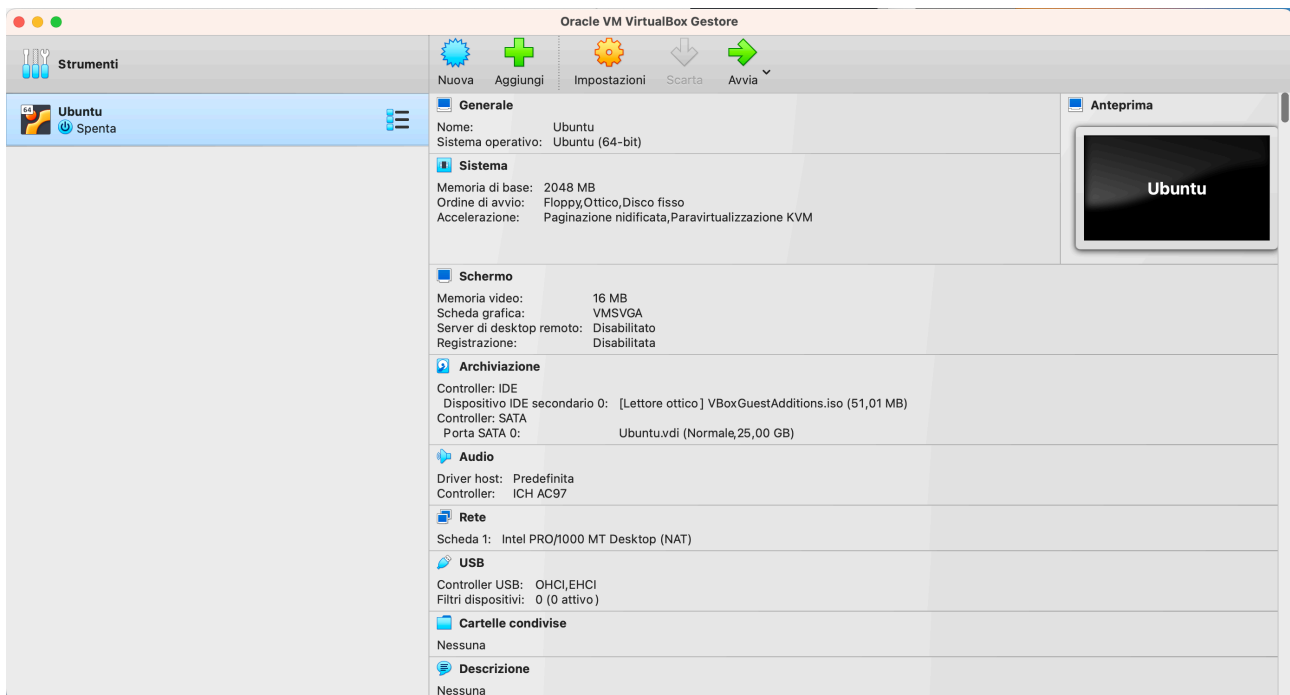 Oracle VM VirtualBox Gestore
Strumenti
Nuova
Aggiungi
Impostazioni
Scarta
Avvia
64
Ubuntu
Spenta
Generale
Nome: Ubuntu
Sistema operativo: Ubuntu (64-bit)
Anteprima
Ubuntu
Sistema
Memoria di base: 2048 MB
Ordine di avvio: Floppy,Ottico,Disco fisso
Accelerazione: Paginazione nidificata,Paravirtualizzazione KVM
Schermo
Memoria video: 16 MB
Scheda grafica: VMSVGA
Server di desktop remoto: Disabilitato
Registrazione: Disabilitata
Archiviazione
Controller: IDE
Dispositivo IDE secondario 0: [Lettore ottico] VBoxGuestAdditions.iso (51,01 MB)
Controller: SATA
Porta SATA 0: Ubuntu.vdi (Normale,25,00 GB)
Audio
Driver host: Predefinita
Controller: ICH AC97
Rete
Scheda 1: Intel PRO/1000 MT Desktop (NAT)
USB
Controller USB: OHCI,EHCI
Filtri dispositivi: 0 (0 attivo)
Cartelle condivise
Nessuna
Descrizione
Nessuna